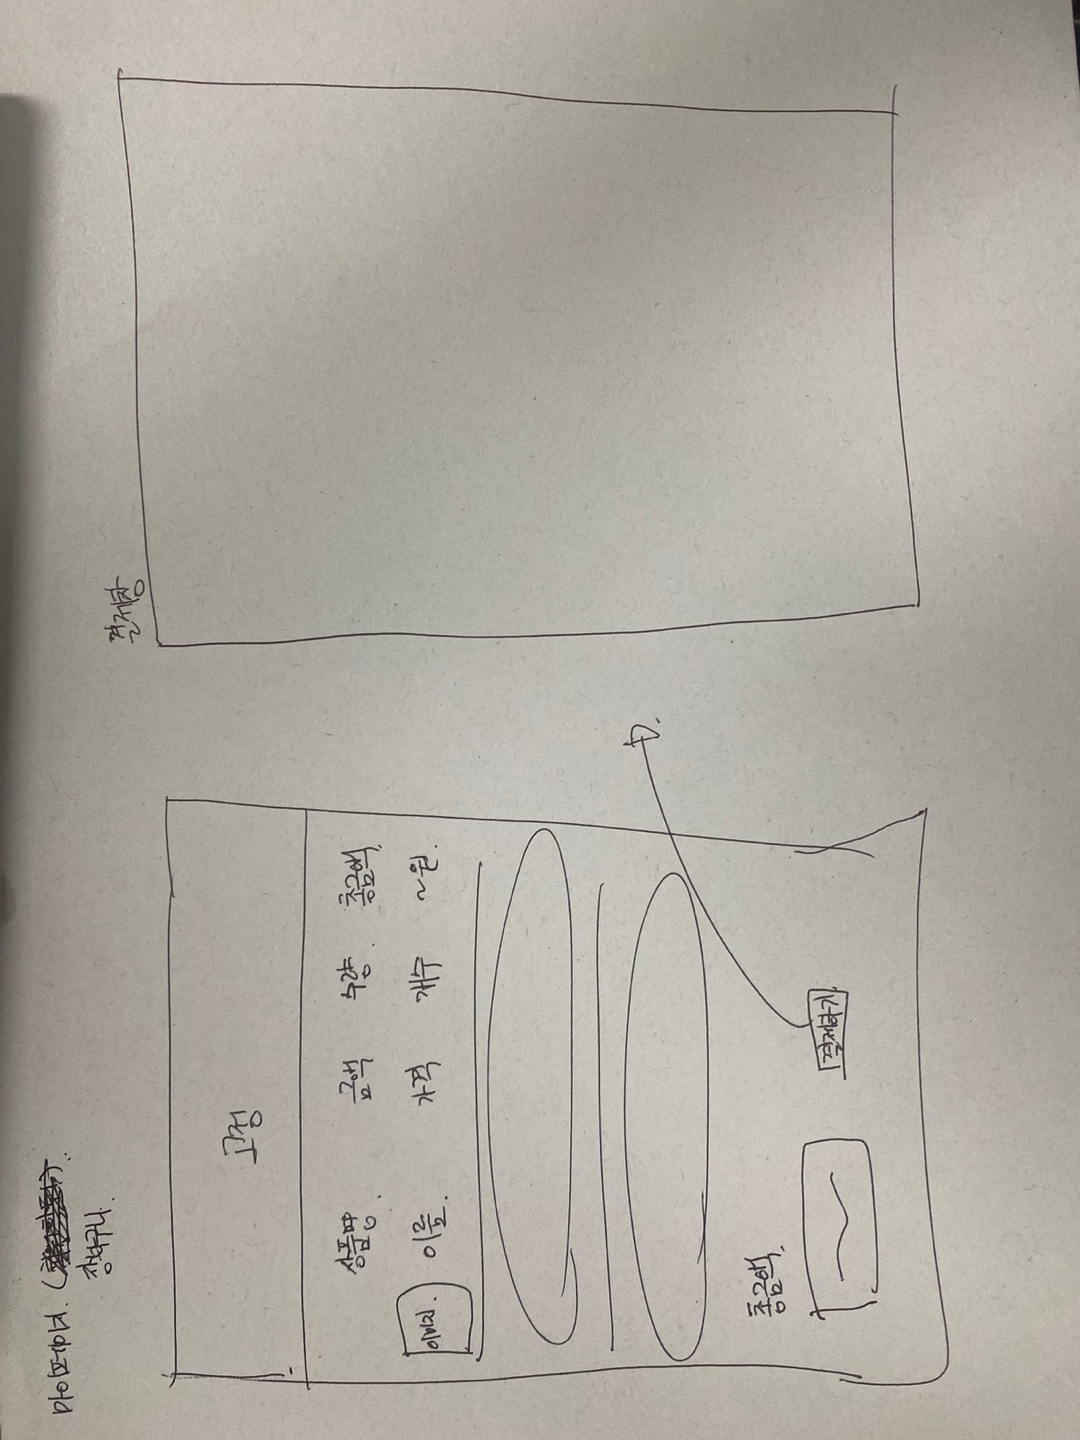 마이페이지. (
장바구니.
고정
상품명. 금액 수량. 총금액.
이미지. 이름. 가격 개수 ~원.
총금액.
결제하기
결제창